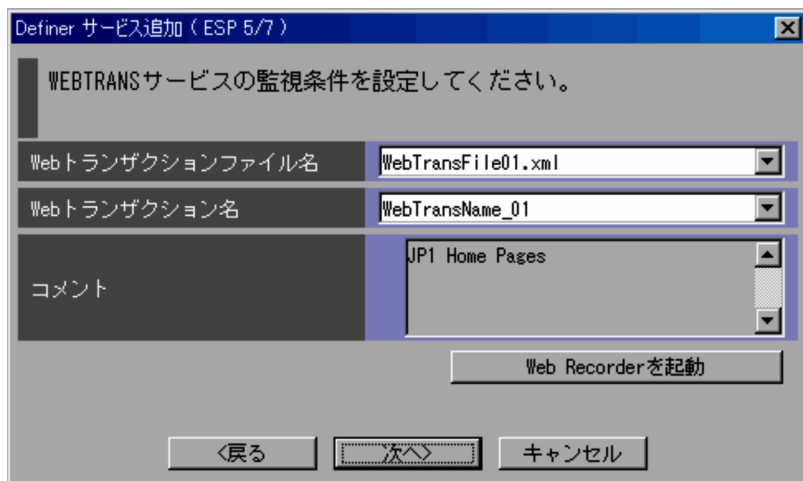 Definer サービス追加 ( ESP 5/7 )
WEBTRANSサービスの監視条件を設定してください。
Webトランザクションファイル名
WebTransFile01.xml
Webトランザクション名
WebTransName_01
コメント
JP1 Home Pages
Web Recorderを起動
<戻る
次へ>
キャンセル